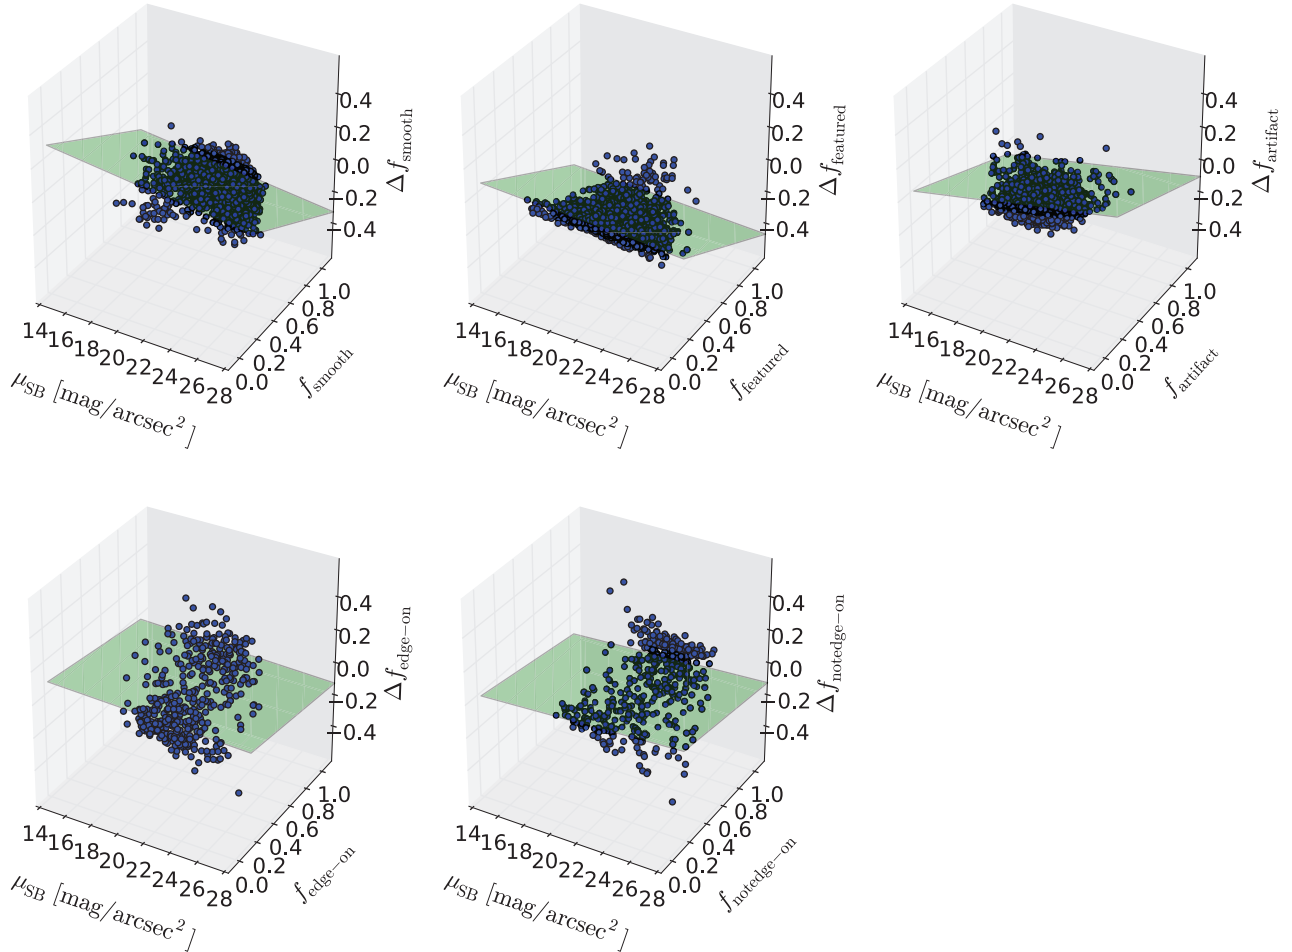 0.4
0.2
0.0
−0.2
−0.4
Δf_smooth
14 16 18 20 22 24 26 28
μ_SB [mag/arcsec²]
0.0 0.2 0.4 0.6 0.8 1.0
f_smooth
0.4
0.2
0.0
−0.2
−0.4
Δf_featured
14 16 18 20 22 24 26 28
μ_SB [mag/arcsec²]
0.0 0.2 0.4 0.6 0.8 1.0
f_featured
0.4
0.2
0.0
−0.2
−0.4
Δf_artifact
14 16 18 20 22 24 26 28
μ_SB [mag/arcsec²]
0.0 0.2 0.4 0.6 0.8 1.0
f_artifact
0.4
0.2
0.0
−0.2
−0.4
Δf_edge−on
14 16 18 20 22 24 26 28
μ_SB [mag/arcsec²]
0.0 0.2 0.4 0.6 0.8 1.0
f_edge−on
0.4
0.2
0.0
−0.2
−0.4
Δf_notedge−on
14 16 18 20 22 24 26 28
μ_SB [mag/arcsec²]
0.0 0.2 0.4 0.6 0.8 1.0
f_notedge−on